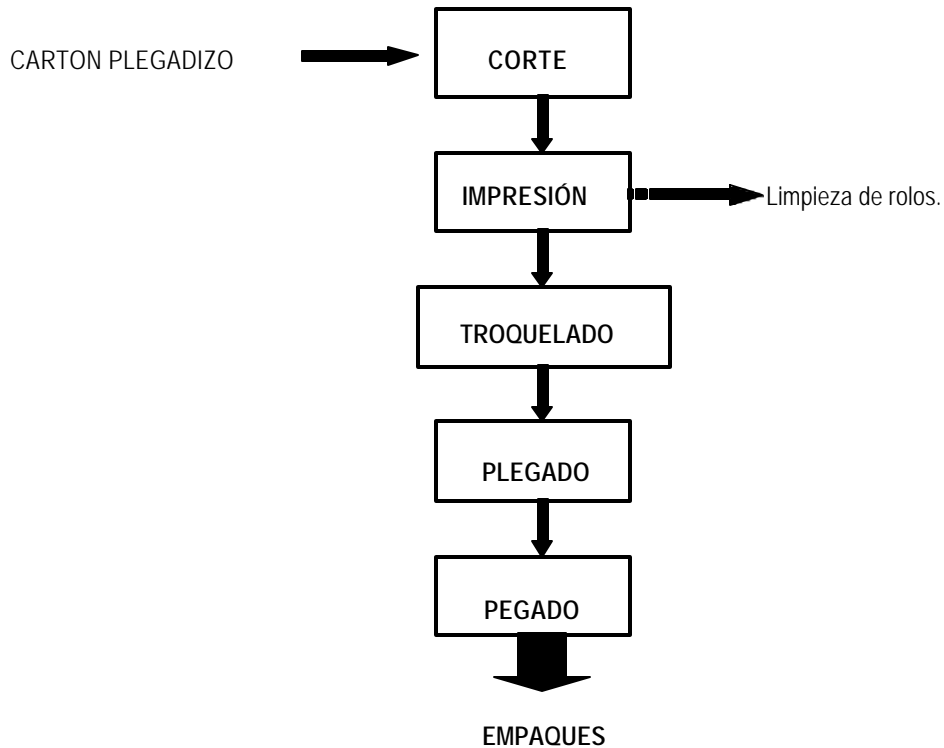 CARTON PLEGADIZO
CORTE
IMPRESIÓN
Limpieza de rolos.
TROQUELADO
PLEGADO
PEGADO
EMPAQUES